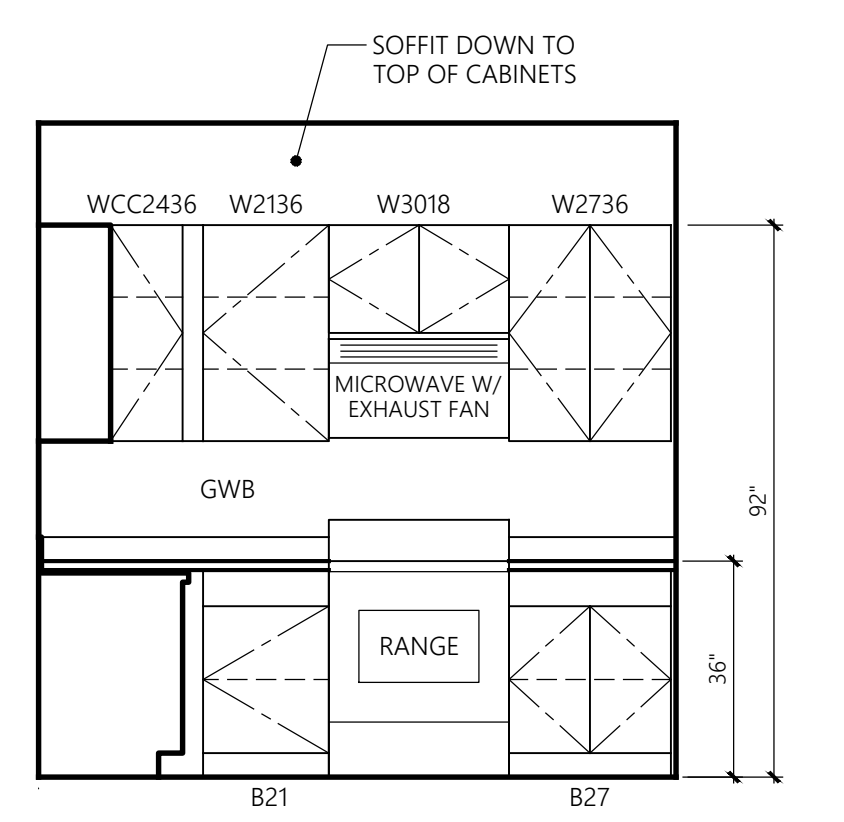 SOFFIT DOWN TO
TOP OF CABINETS
WCC2436
W2136
W3018
W2736
MICROWAVE W/
EXHAUST FAN
GWB
92"
RANGE
36"
B21
B27